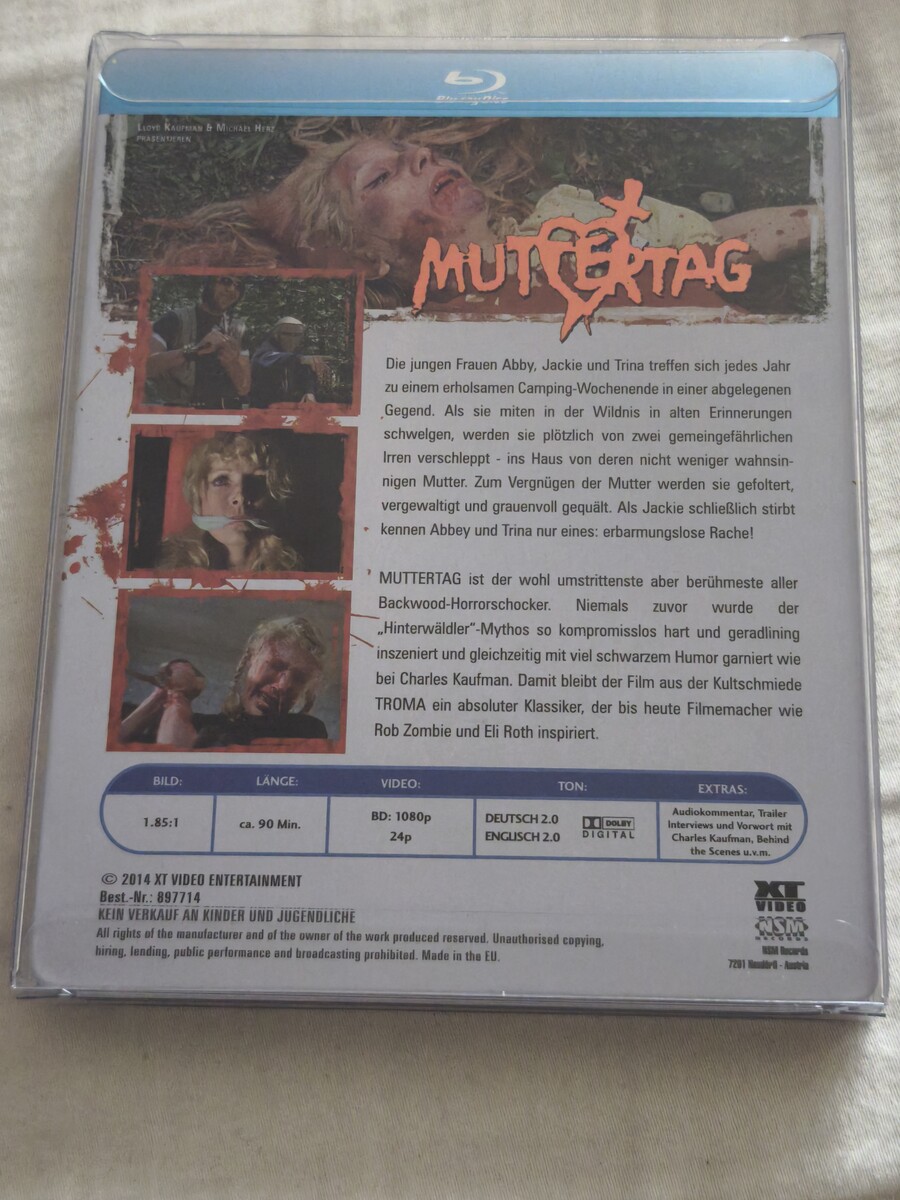 Blu-ray Disc
LLOYD KAUFMAN & MICHAEL HERZ
PRÄSENTIEREN
MUTTERTAG
Die jungen Frauen Abby, Jackie und Trina treffen sich jedes Jahr
zu einem erholsamen Camping-Wochenende in einer abgelegenen
Gegend. Als sie miten in der Wildnis in alten Erinnerungen
schwelgen, werden sie plötzlich von zwei gemeingefährlichen
Irren verschleppt - ins Haus von deren nicht weniger wahnsin-
nigen Mutter. Zum Vergnügen der Mutter werden sie gefoltert,
vergewaltigt und grauenvoll gequält. Als Jackie schließlich stirbt
kennen Abbey und Trina nur eines: erbarmungslose Rache!
MUTTERTAG ist der wohl umstrittenste aber berühmeste aller
Backwood-Horrorschocker. Niemals zuvor wurde der
„Hinterwäldler“-Mythos so kompromisslos hart und geradlining
inszeniert und gleichzeitig mit viel schwarzem Humor garniert wie
bei Charles Kaufman. Damit bleibt der Film aus der Kultschmiede
TROMA ein absoluter Klassiker, der bis heute Filmemacher wie
Rob Zombie und Eli Roth inspiriert.
BILD: LÄNGE: VIDEO: TON: EXTRAS:
1.85:1
ca. 90 Min.
BD: 1080p
24p
DEUTSCH 2.0
ENGLISCH 2.0
DOLBY
DIGITAL
Audiokommentar, Trailer
Interviews und Vorwort mit
Charles Kaufman, Behind
the Scenes u.v.m.
© 2014 XT VIDEO ENTERTAINMENT
Best.-Nr.: 897714
KEIN VERKAUF AN KINDER UND JUGENDLICHE
All rights of the manufacturer and of the owner of the work produced reserved. Unauthorised copying,
hiring, lending, public performance and broadcasting prohibited. Made in the EU.
XT
VIDEO
NSM
RECORDS
NSM Records
7201 Neudörfl - Austria